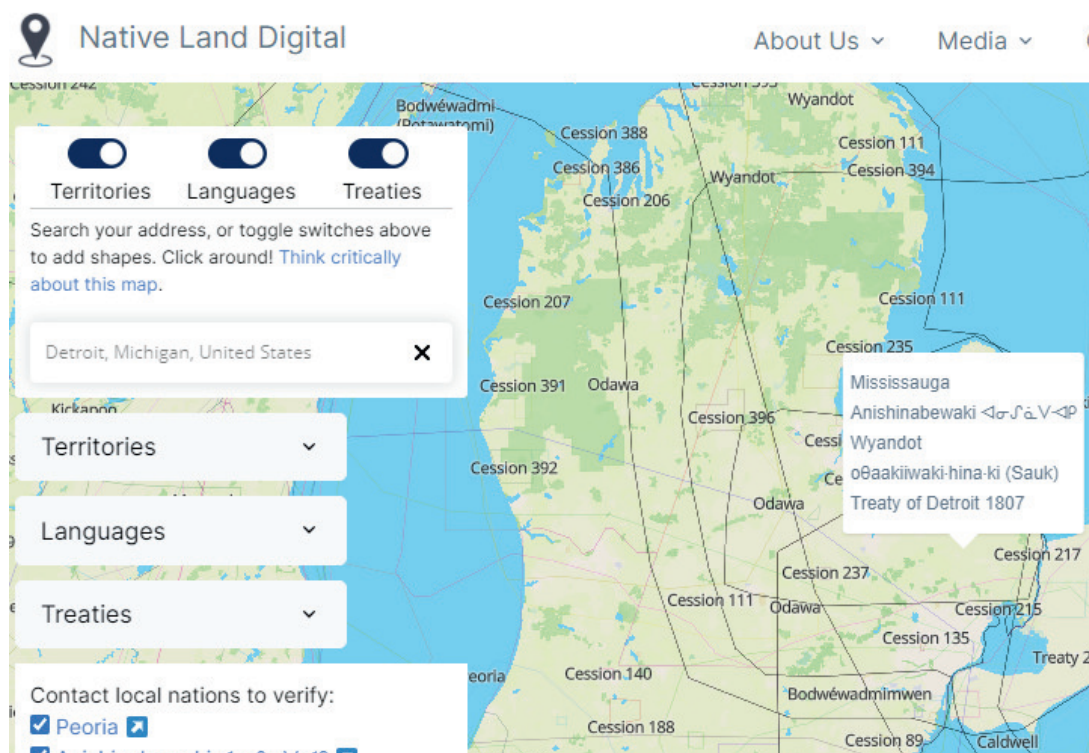 Native Land Digital
About Us
Media
Cession 242
Bodwéwadmi
(Potawatomi)
Wyandot
Cession 388
Cession 111
Cession 386
Wyandot
Cession 394
Cession 206
Territories Languages Treaties
Search your address, or toggle switches above
to add shapes. Click around! Think critically
about this map.
Cession 207
Cession 111
Detroit, Michigan, United States
Cession 235
Cession 391
Odawa
Kickapoo
Cession 396
Mississauga
Anishinabewaki ᐊᓂᔑᓈᐯᐗᑭ
Wyandot
oθaakiiwaki‧hina‧ki (Sauk)
Treaty of Detroit 1807
Territories
Cession 392
Odawa
Languages
Cession 217
Cession 237
Treaties
Cession 111
Odawa
Cession 215
Cession 135
Cession 140
Bodwéwadmimwen
Contact local nations to verify:
Peoria
Cession 188
Cession 89
Caldwell